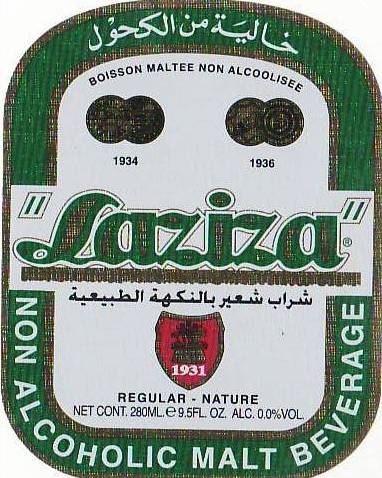 خالية من الكحول
BOISSON MALTEE NON ALCOOLISEE
1934
1936
"Laziza"®
شراب شعير بالنكهة الطبيعية
1931
REGULAR - NATURE
NET CONT. 280ML. e 9.5FL. OZ. ALC. 0.0%VOL.
NON ALCOHOLIC MALT BEVERAGE